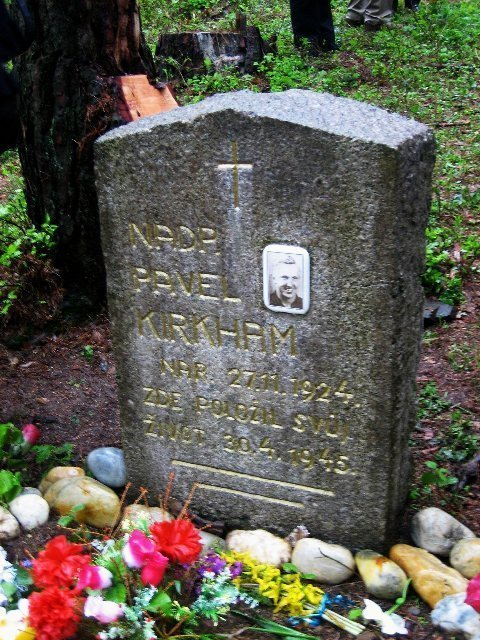 NADP.
PAVEL
KIRKHAM
NAR. 27.11.1924.
ZDE POLOŽIL SVŮJ
ŽIVOT. 30.4.1945.